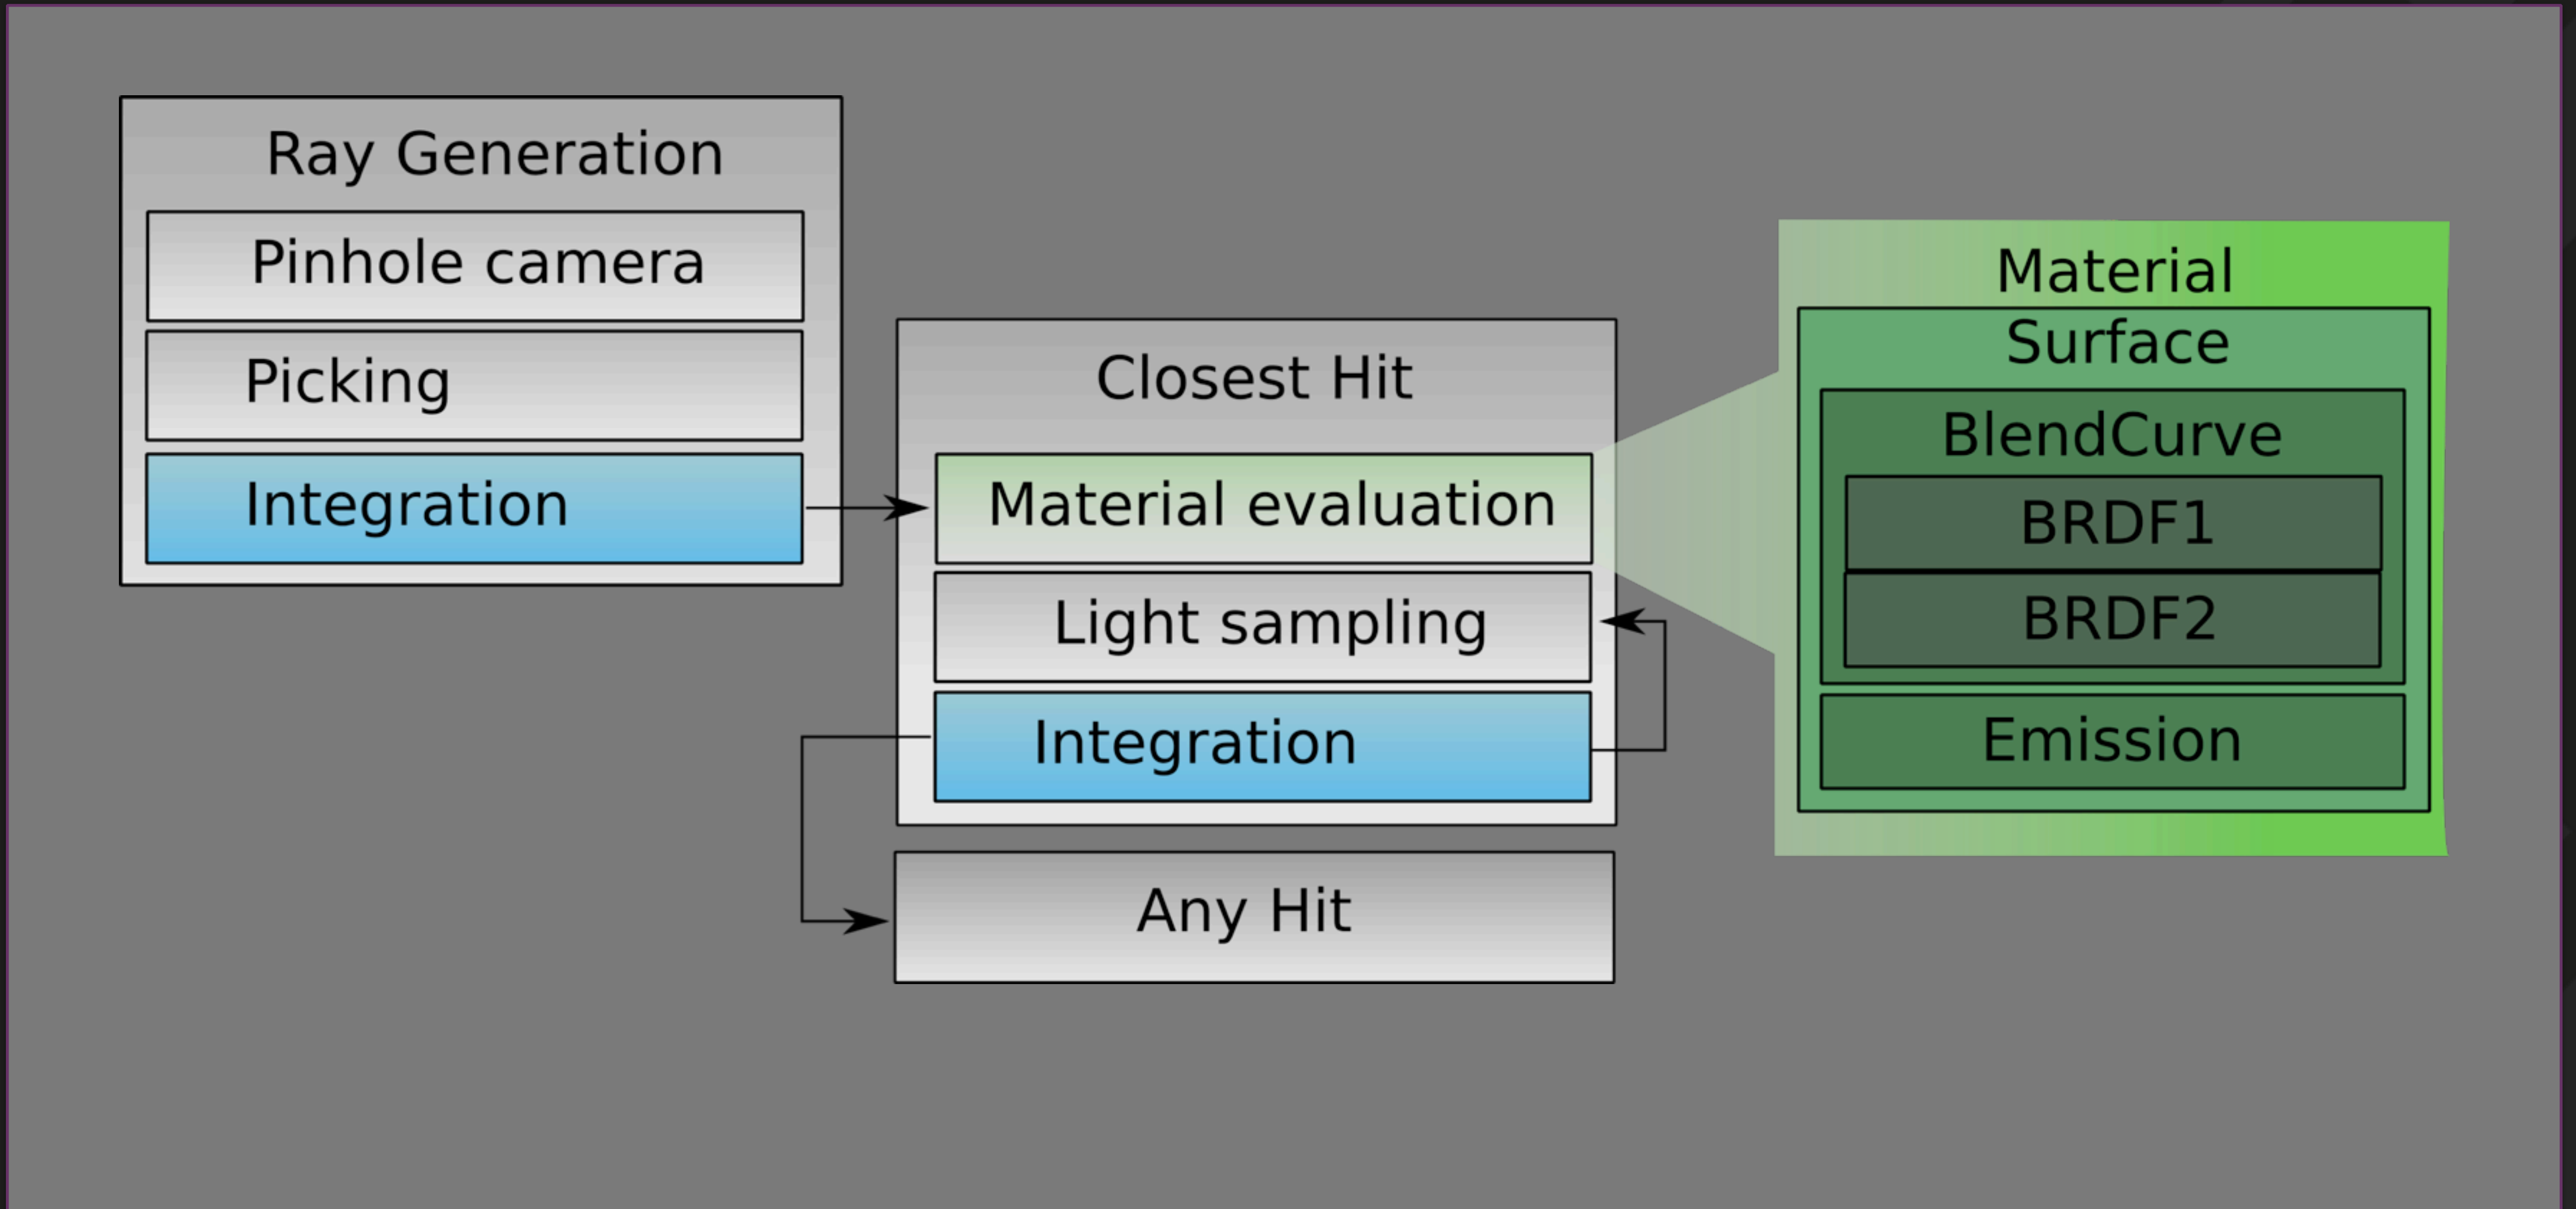 Ray Generation
Pinhole camera
Picking
Integration
Closest Hit
Material evaluation
Light sampling
Integration
Any Hit
Material
Surface
BlendCurve
BRDF1
BRDF2
Emission